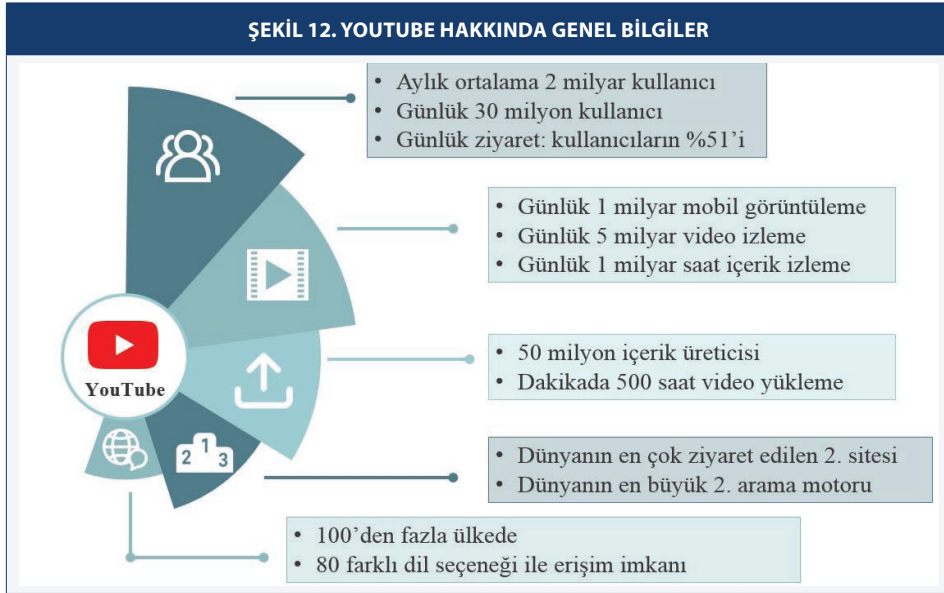 ŞEKİL 12. YOUTUBE HAKKINDA GENEL BİLGİLER
• Aylık ortalama 2 milyar kullanıcı
• Günlük 30 milyon kullanıcı
• Günlük ziyaret: kullanıcıların %51’i
• Günlük 1 milyar mobil görüntüleme
• Günlük 5 milyar video izleme
• Günlük 1 milyar saat içerik izleme
• 50 milyon içerik üreticisi
• Dakikada 500 saat video yükleme
YouTube
2 1 3
• Dünyanın en çok ziyaret edilen 2. sitesi
• Dünyanın en büyük 2. arama motoru
• 100’den fazla ülkede
• 80 farklı dil seçeneği ile erişim imkanı